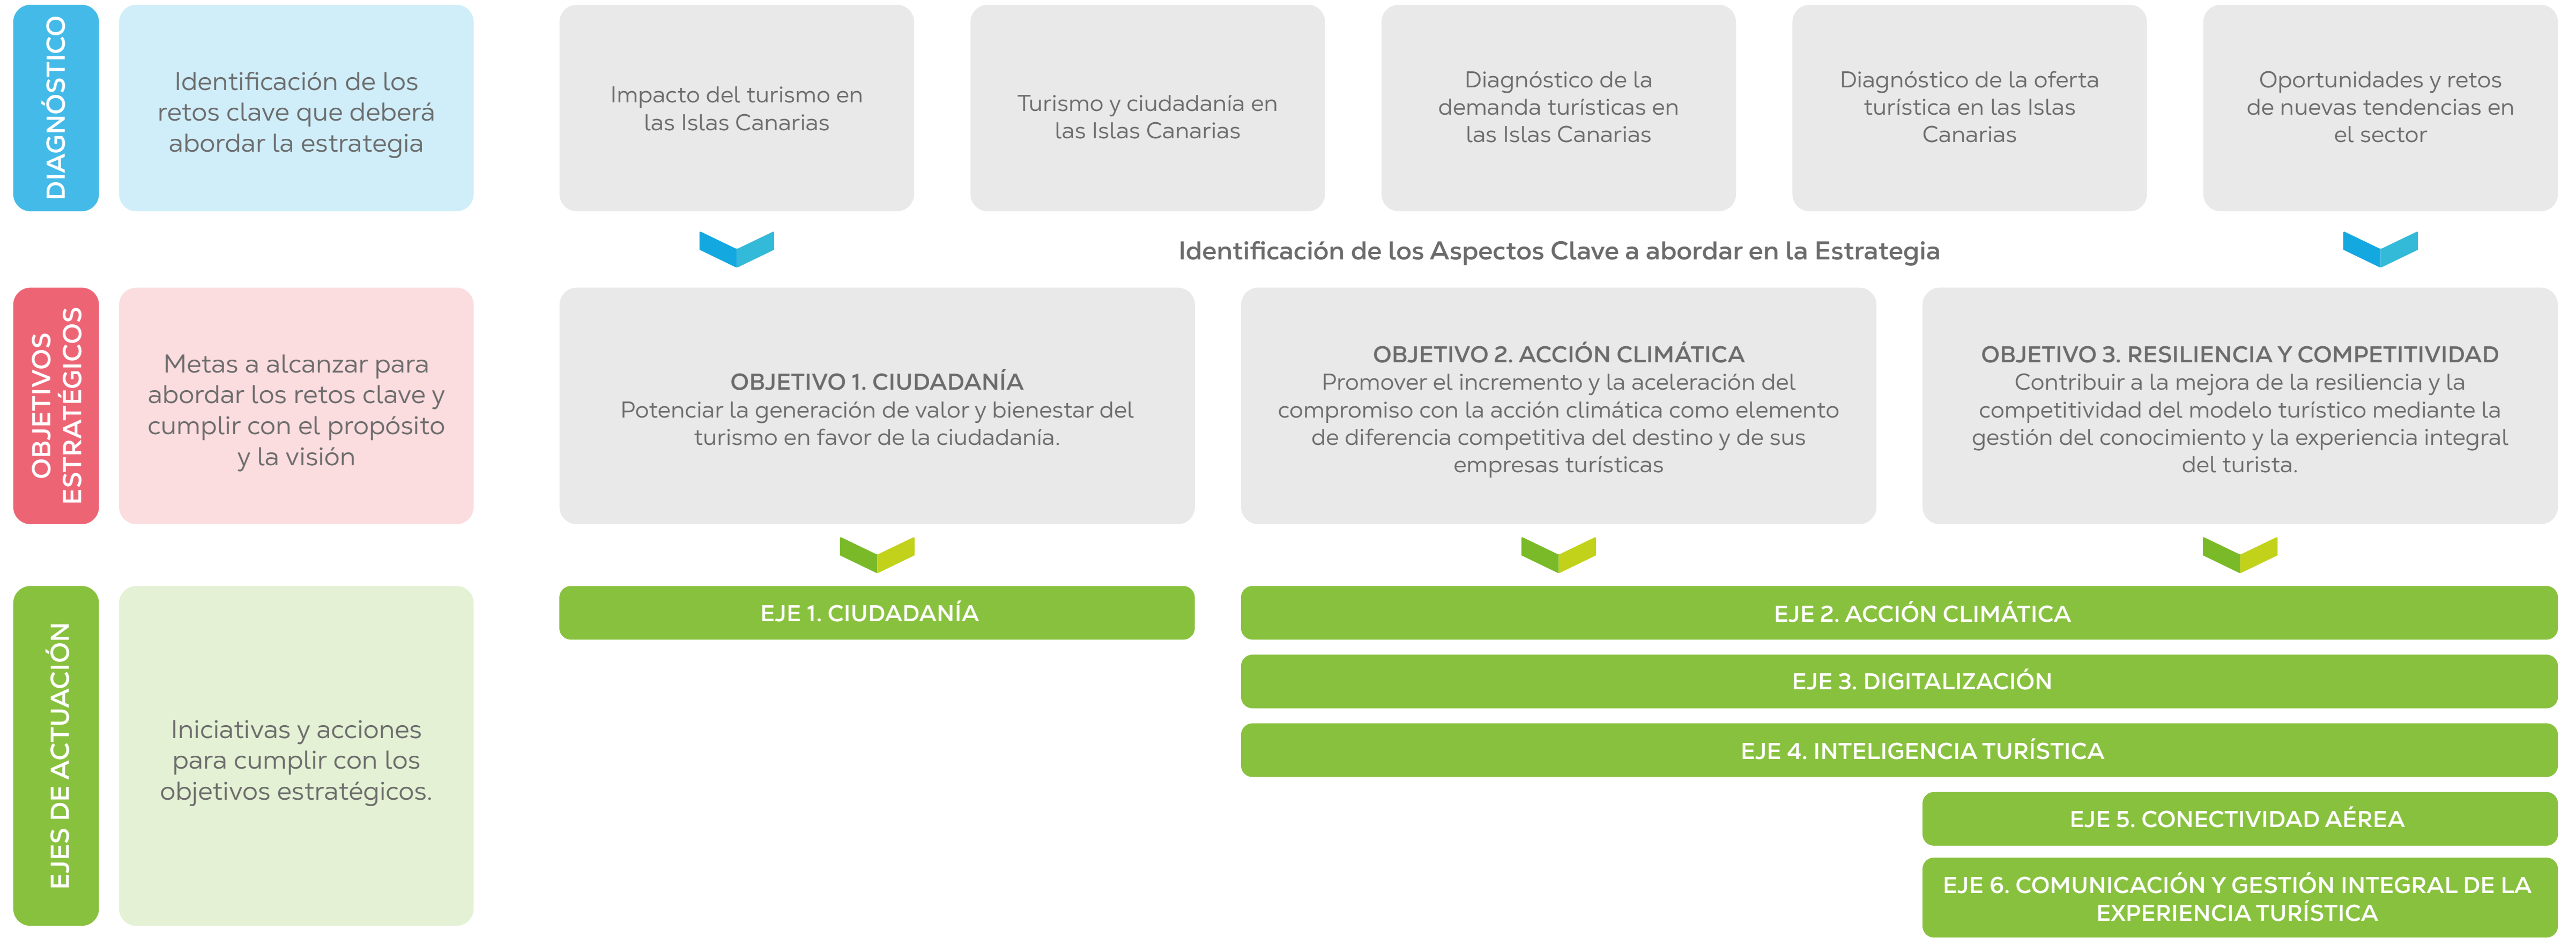 DIAGNÓSTICO
Identificación de los
retos clave que deberá
abordar la estrategia
Impacto del turismo en
las Islas Canarias
Turismo y ciudadanía en
las Islas Canarias
Diagnóstico de la
demanda turísticas en
las Islas Canarias
Diagnóstico de la oferta
turística en las Islas
Canarias
Oportunidades y retos
de nuevas tendencias en
el sector
Identificación de los Aspectos Clave a abordar en la Estrategia
OBJETIVOS
ESTRATÉGICOS
Metas a alcanzar para
abordar los retos clave y
cumplir con el propósito
y la visión
OBJETIVO 1. CIUDADANÍA
Potenciar la generación de valor y bienestar del
turismo en favor de la ciudadanía.
OBJETIVO 2. ACCIÓN CLIMÁTICA
Promover el incremento y la aceleración del
compromiso con la acción climática como elemento
de diferencia competitiva del destino y de sus
empresas turísticas
OBJETIVO 3. RESILIENCIA Y COMPETITIVIDAD
Contribuir a la mejora de la resiliencia y la
competitividad del modelo turístico mediante la
gestión del conocimiento y la experiencia integral
del turista.
EJES DE ACTUACIÓN
Iniciativas y acciones
para cumplir con los
objetivos estratégicos.
EJE 1. CIUDADANÍA
EJE 2. ACCIÓN CLIMÁTICA
EJE 3. DIGITALIZACIÓN
EJE 4. INTELIGENCIA TURÍSTICA
EJE 5. CONECTIVIDAD AÉREA
EJE 6. COMUNICACIÓN Y GESTIÓN INTEGRAL DE LA
EXPERIENCIA TURÍSTICA